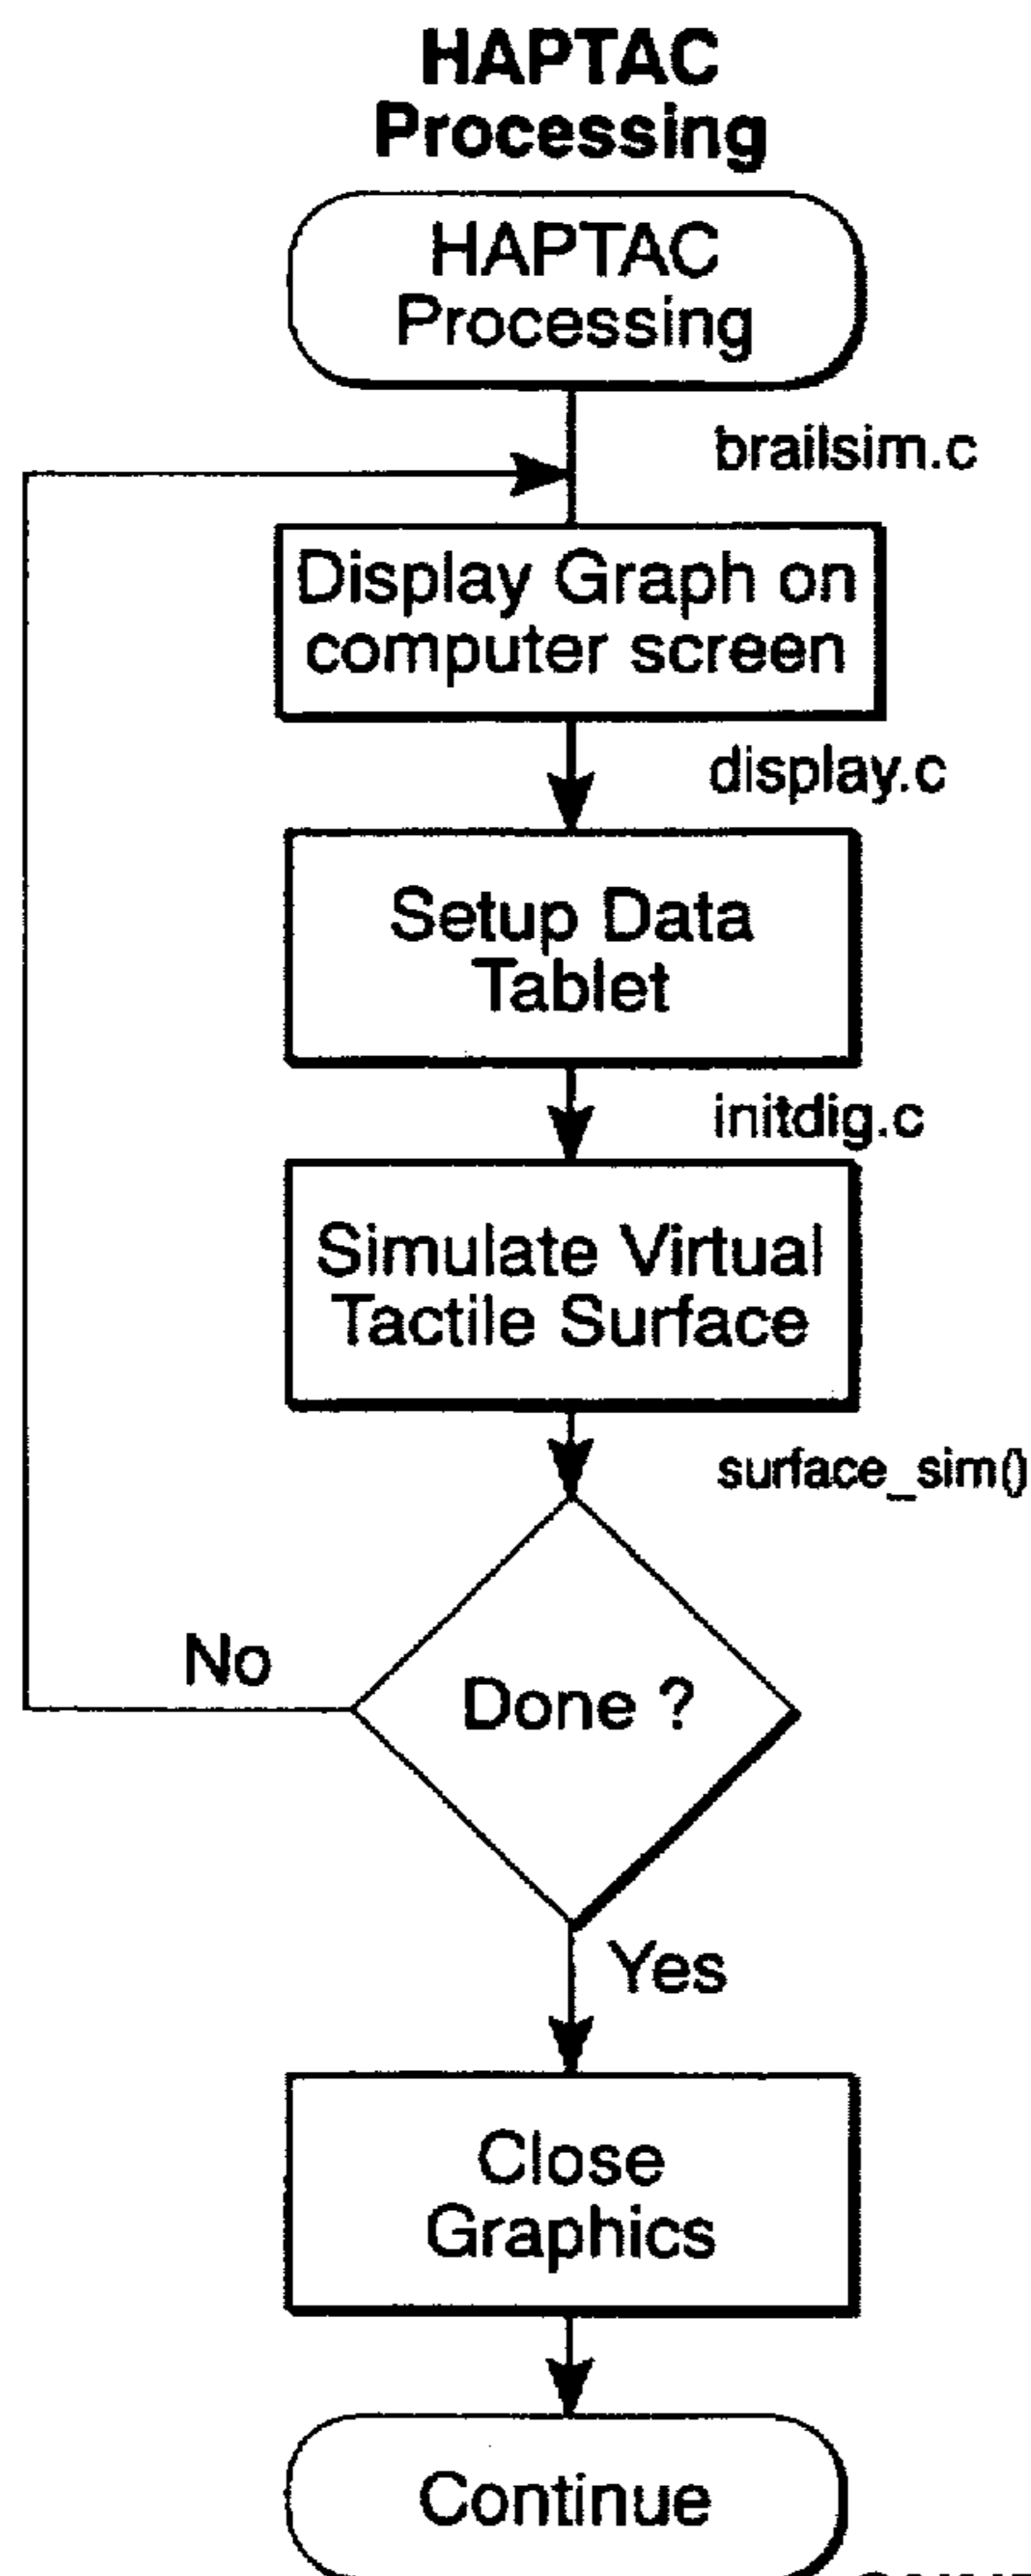 HAPTAC
Processing
HAPTAC
Processing
brailsim.c
Display Graph on
computer screen
display.c
Setup Data
Tablet
initdig.c
Simulate Virtual
Tactile Surface
surface_sim()
Done ?
No
Yes
Close
Graphics
Continue